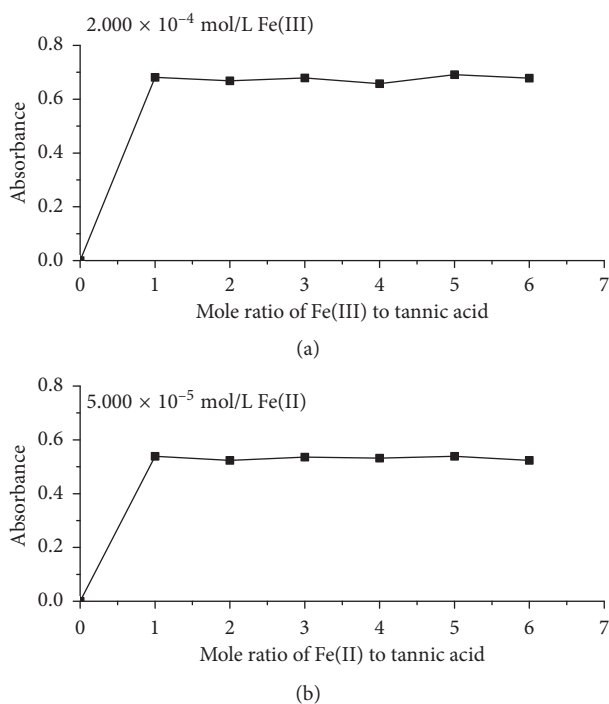 2.000 × 10⁻⁴ mol/L Fe(III)
0.8
0.6
0.4
0.2
0.0
Absorbance
0 1 2 3 4 5 6 7
Mole ratio of Fe(III) to tannic acid
(a)
5.000 × 10⁻⁵ mol/L Fe(II)
0.8
0.6
0.4
0.2
0.0
Absorbance
0 1 2 3 4 5 6 7
Mole ratio of Fe(II) to tannic acid
(b)